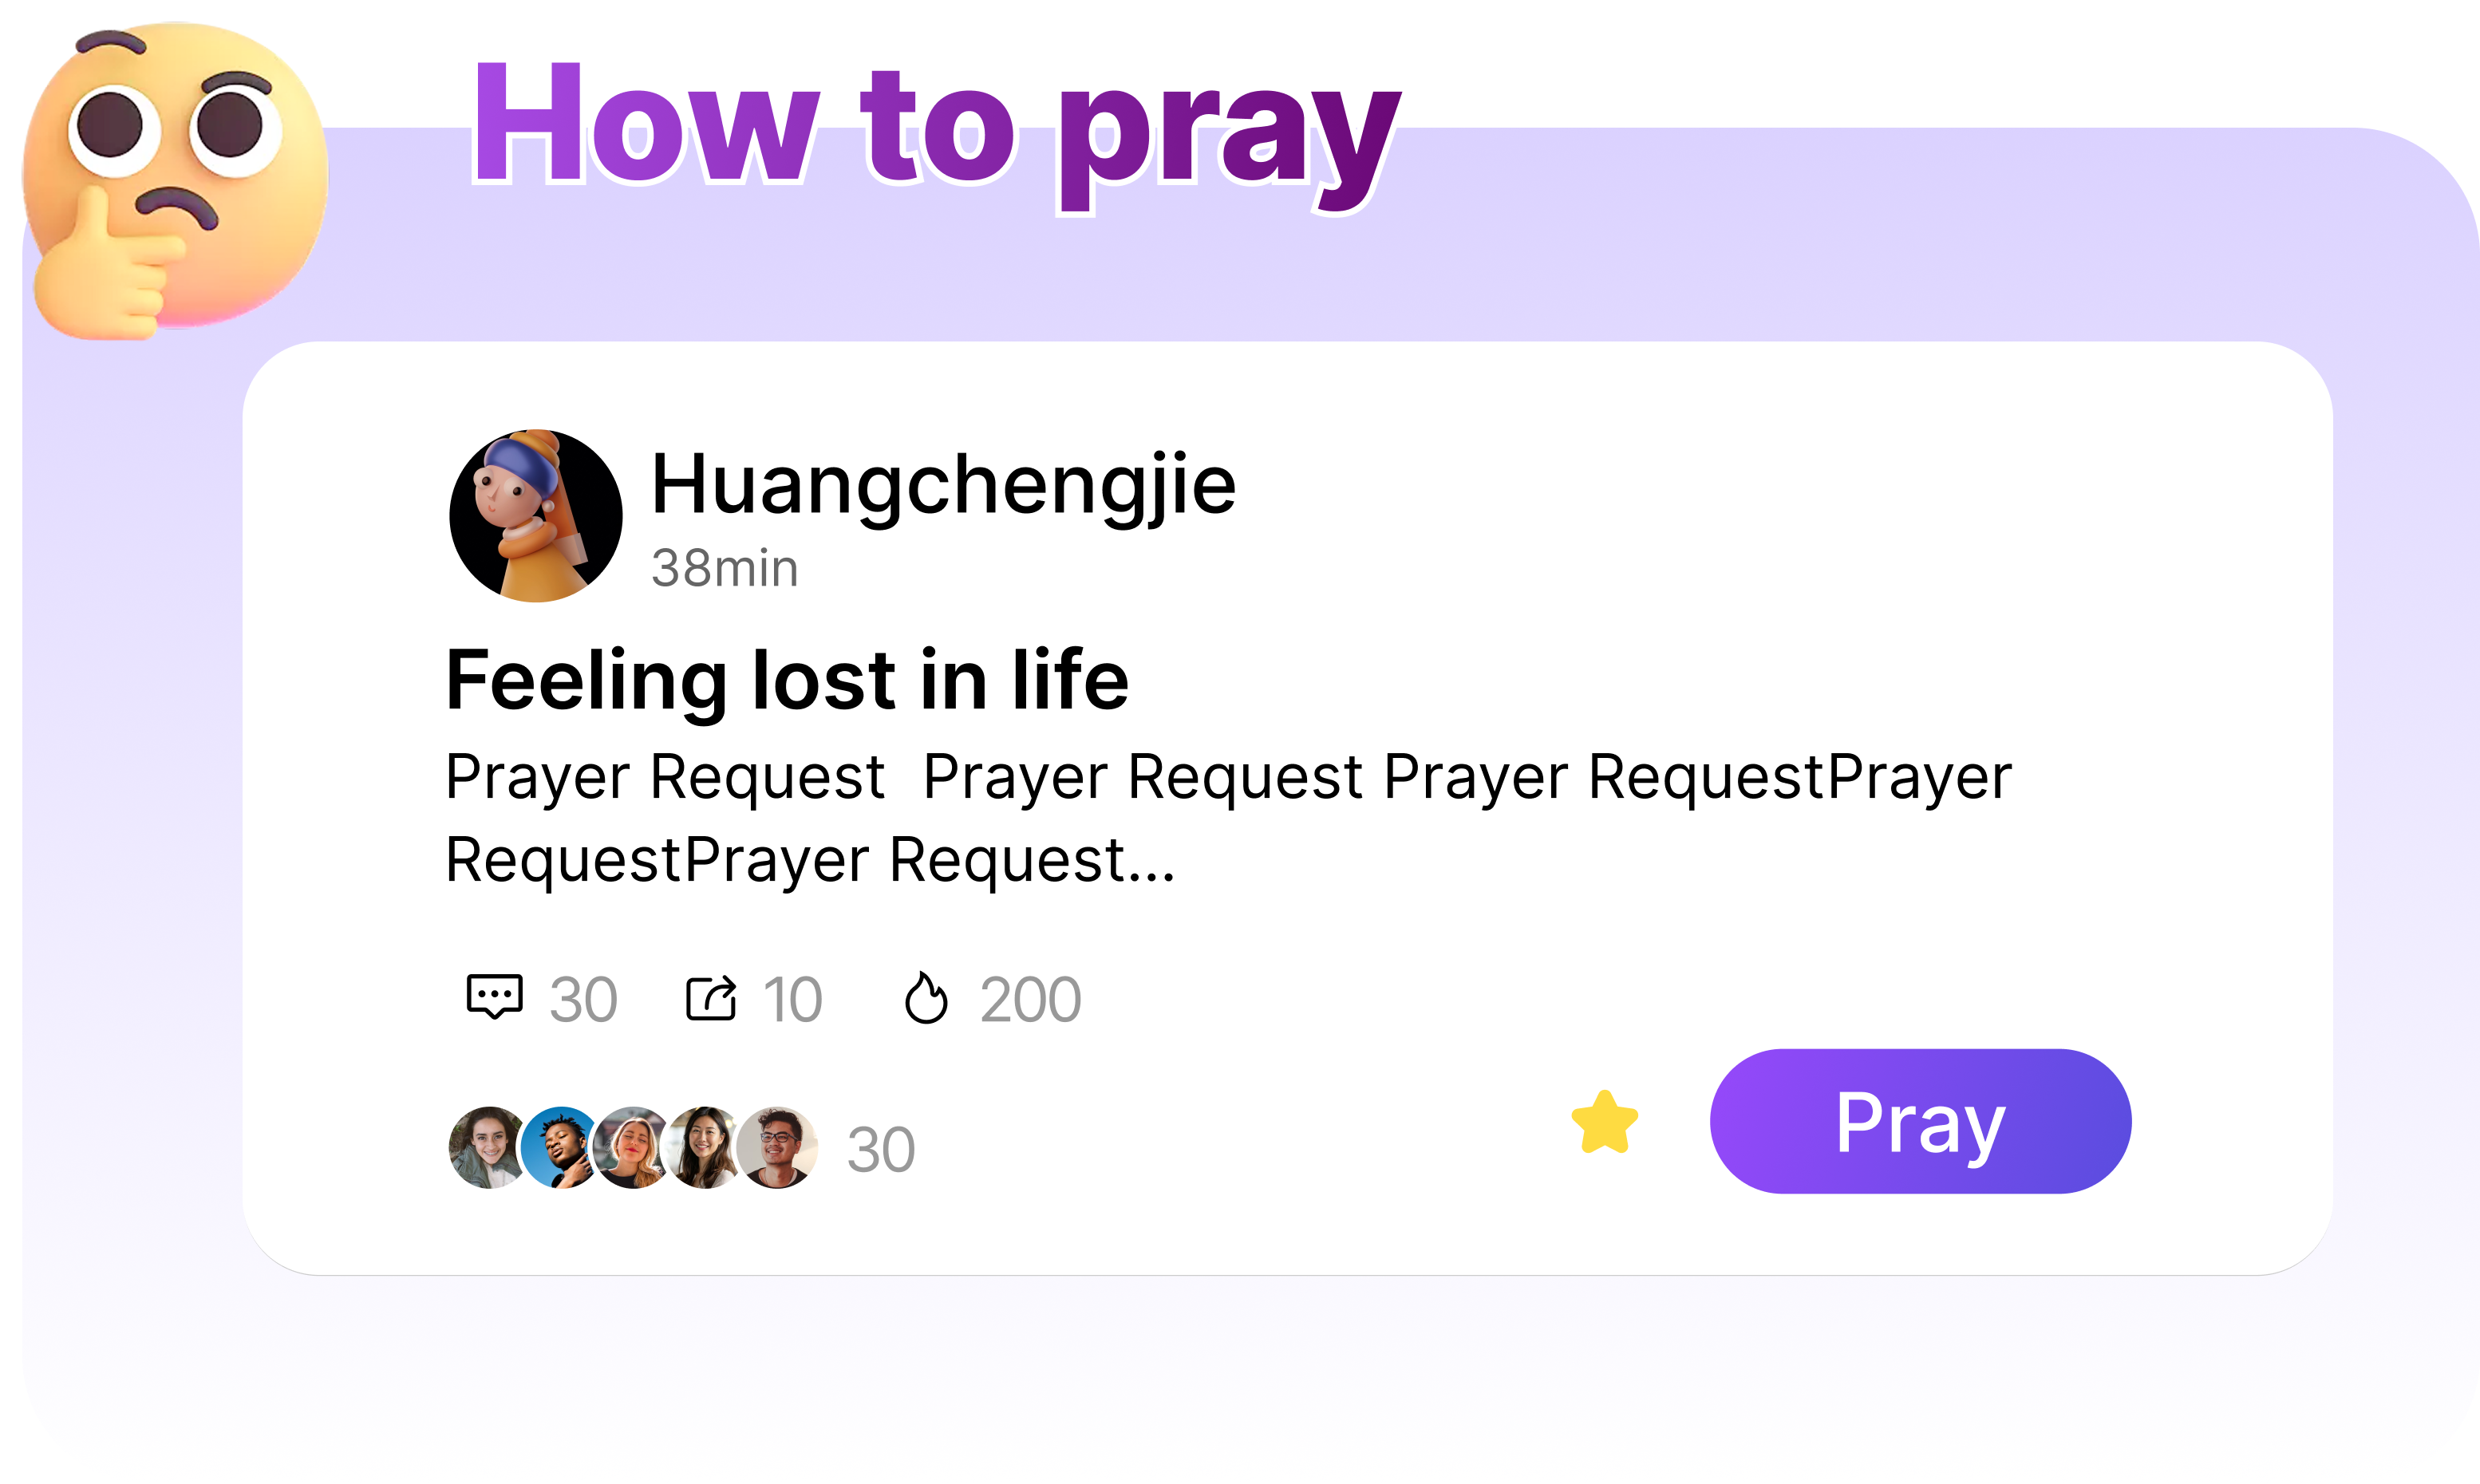 How to pray
Huangchengjie
38min
Feeling lost in life
Prayer Request  Prayer Request Prayer RequestPrayer
RequestPrayer Request...
30 10 200
30
Pray